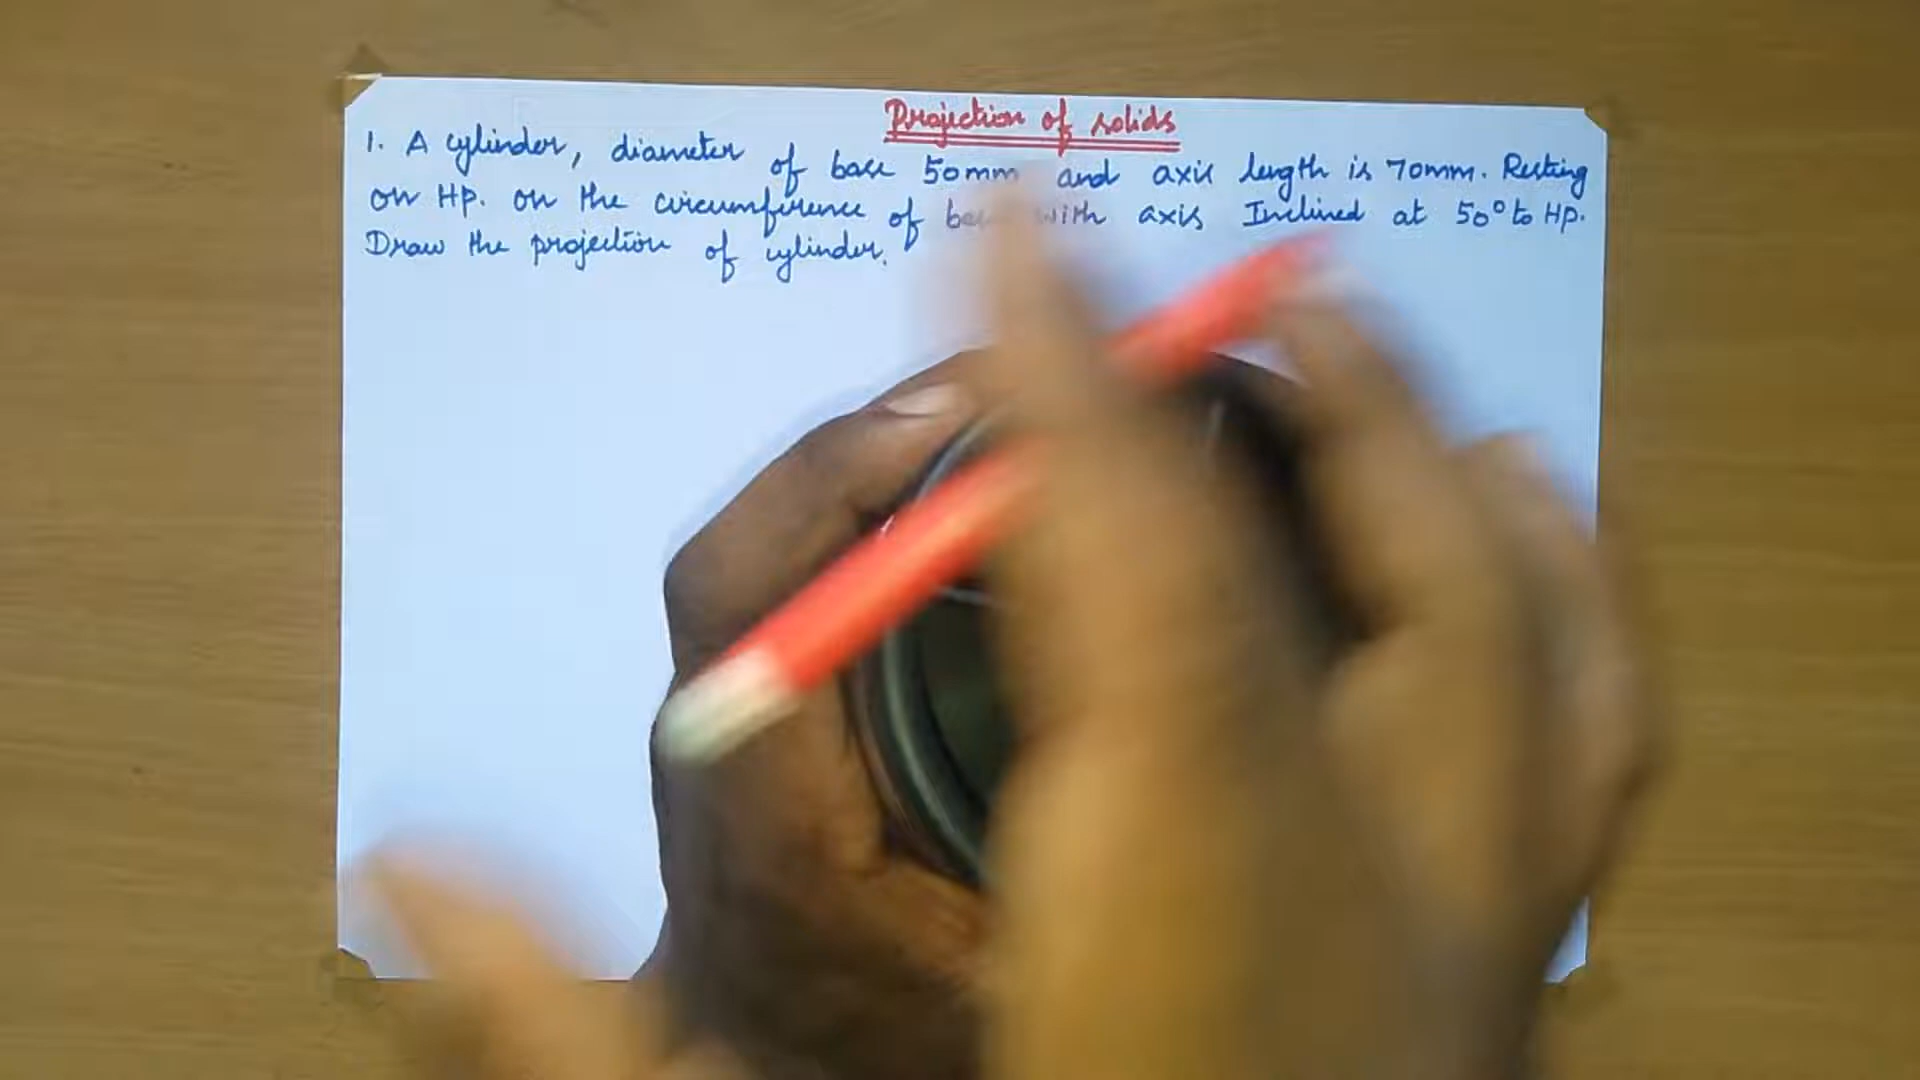 Projection of solids
1. A cylinder, diameter of base 50mm and axis length is 70mm. Resting
on HP. on the circumference of with axis Inclined at 50° to HP.
Draw the projection of cylinder.